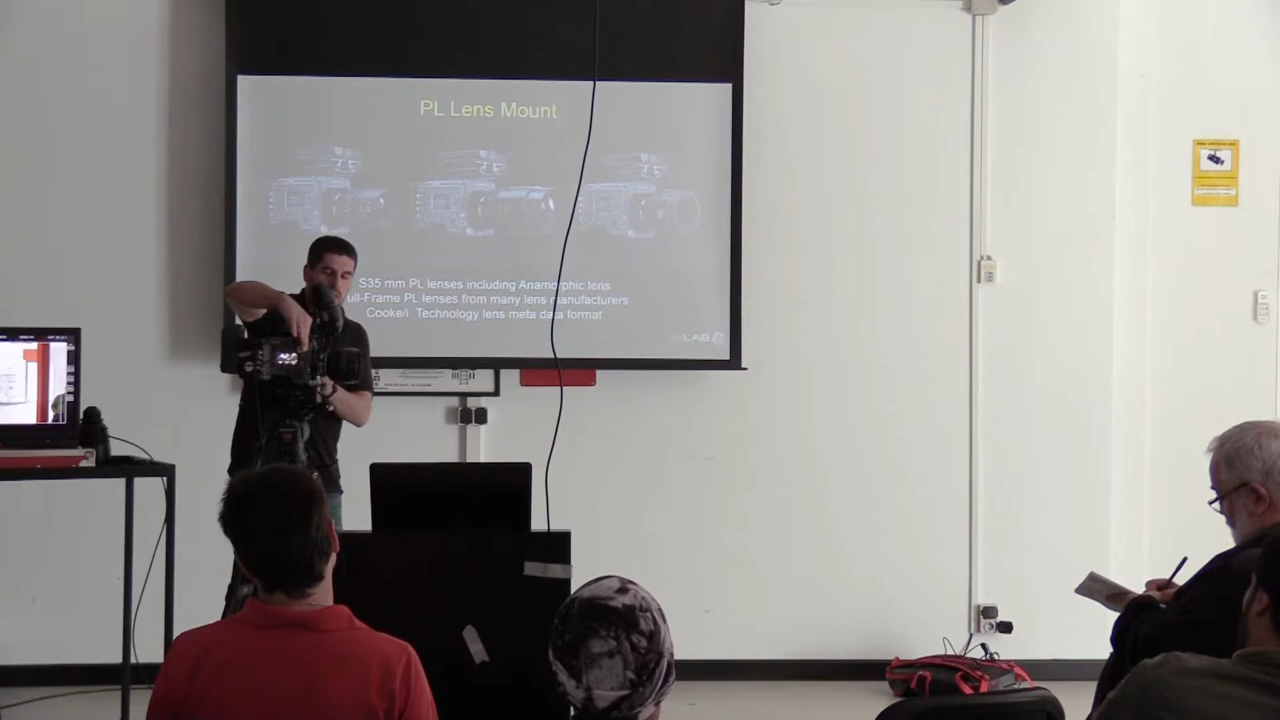 PL Lens Mount
S35 mm PL lenses including Anamorphic lens
ull-Frame PL lenses from many lens manufacturers
Cooke/i Technology lens meta data format
LAB